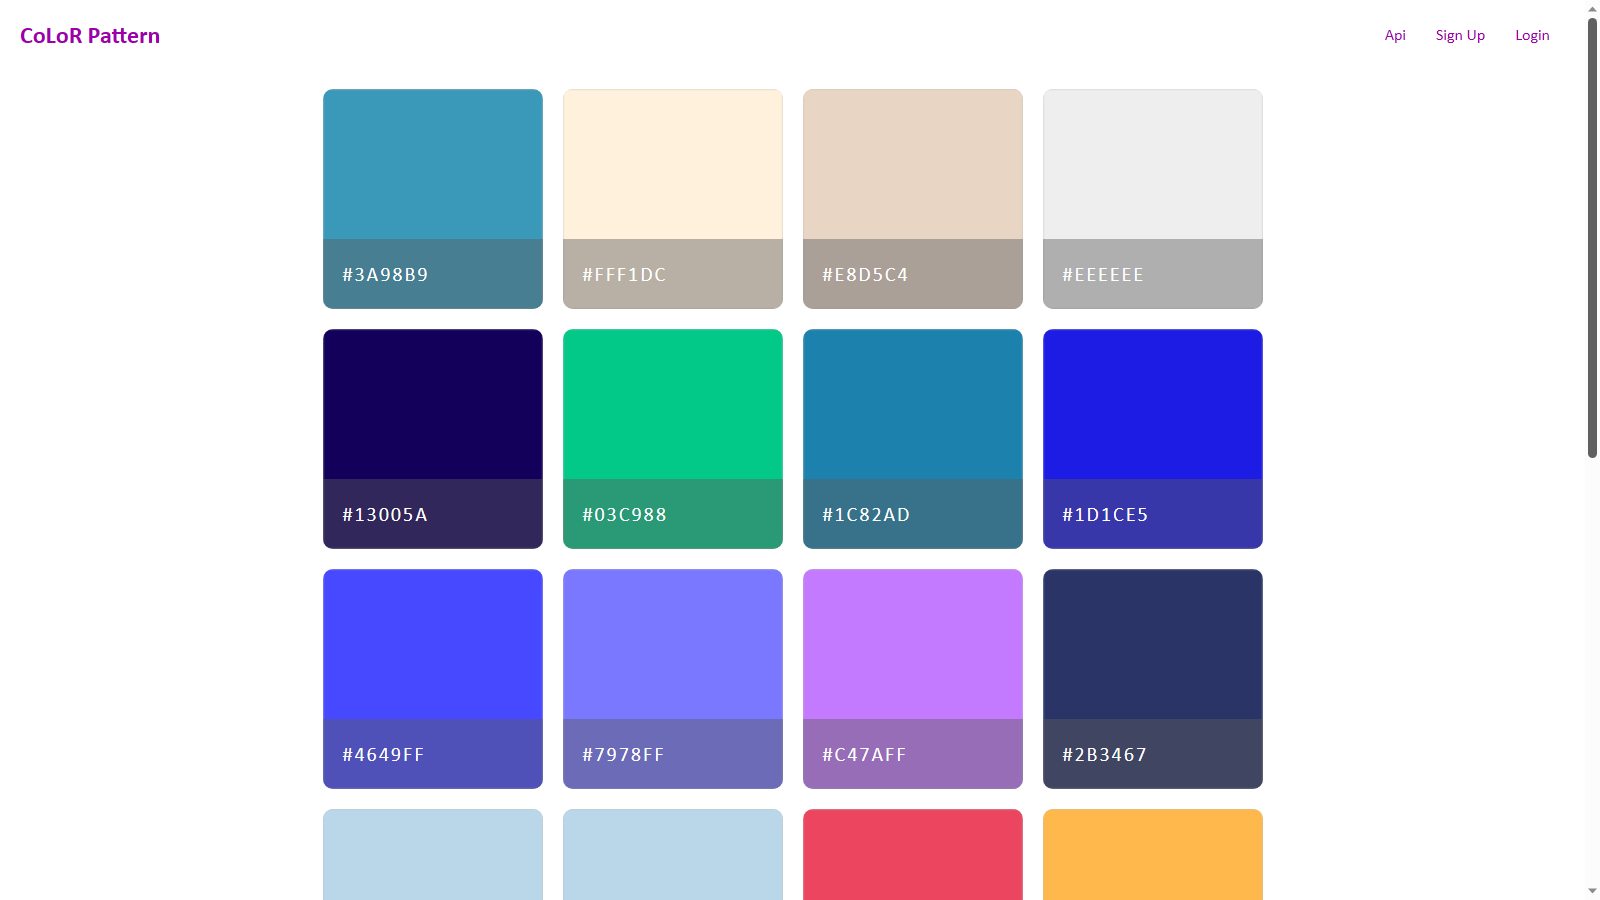 CoLoR Pattern
Api Sign Up Login
#3A98B9 #FFF1DC #E8D5C4 #EEEEEE
#13005A #03C988 #1C82AD #1D1CE5
#4649FF #7978FF #C47AFF #2B3467